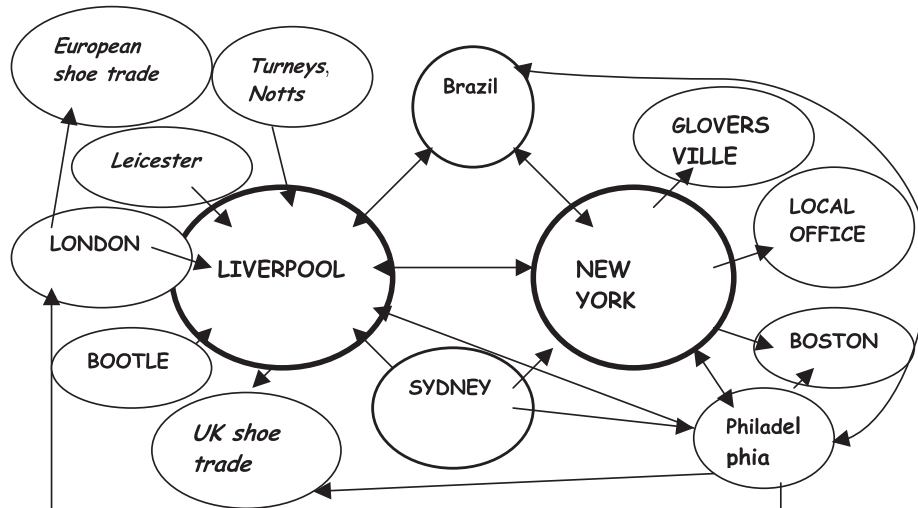 European
shoe trade
Turneys,
Notts
Brazil
GLOVERS
VILLE
Leicester
LOCAL
OFFICE
LONDON
LIVERPOOL
NEW
YORK
BOOTLE
SYDNEY
BOSTON
UK shoe
trade
Philadel
phia